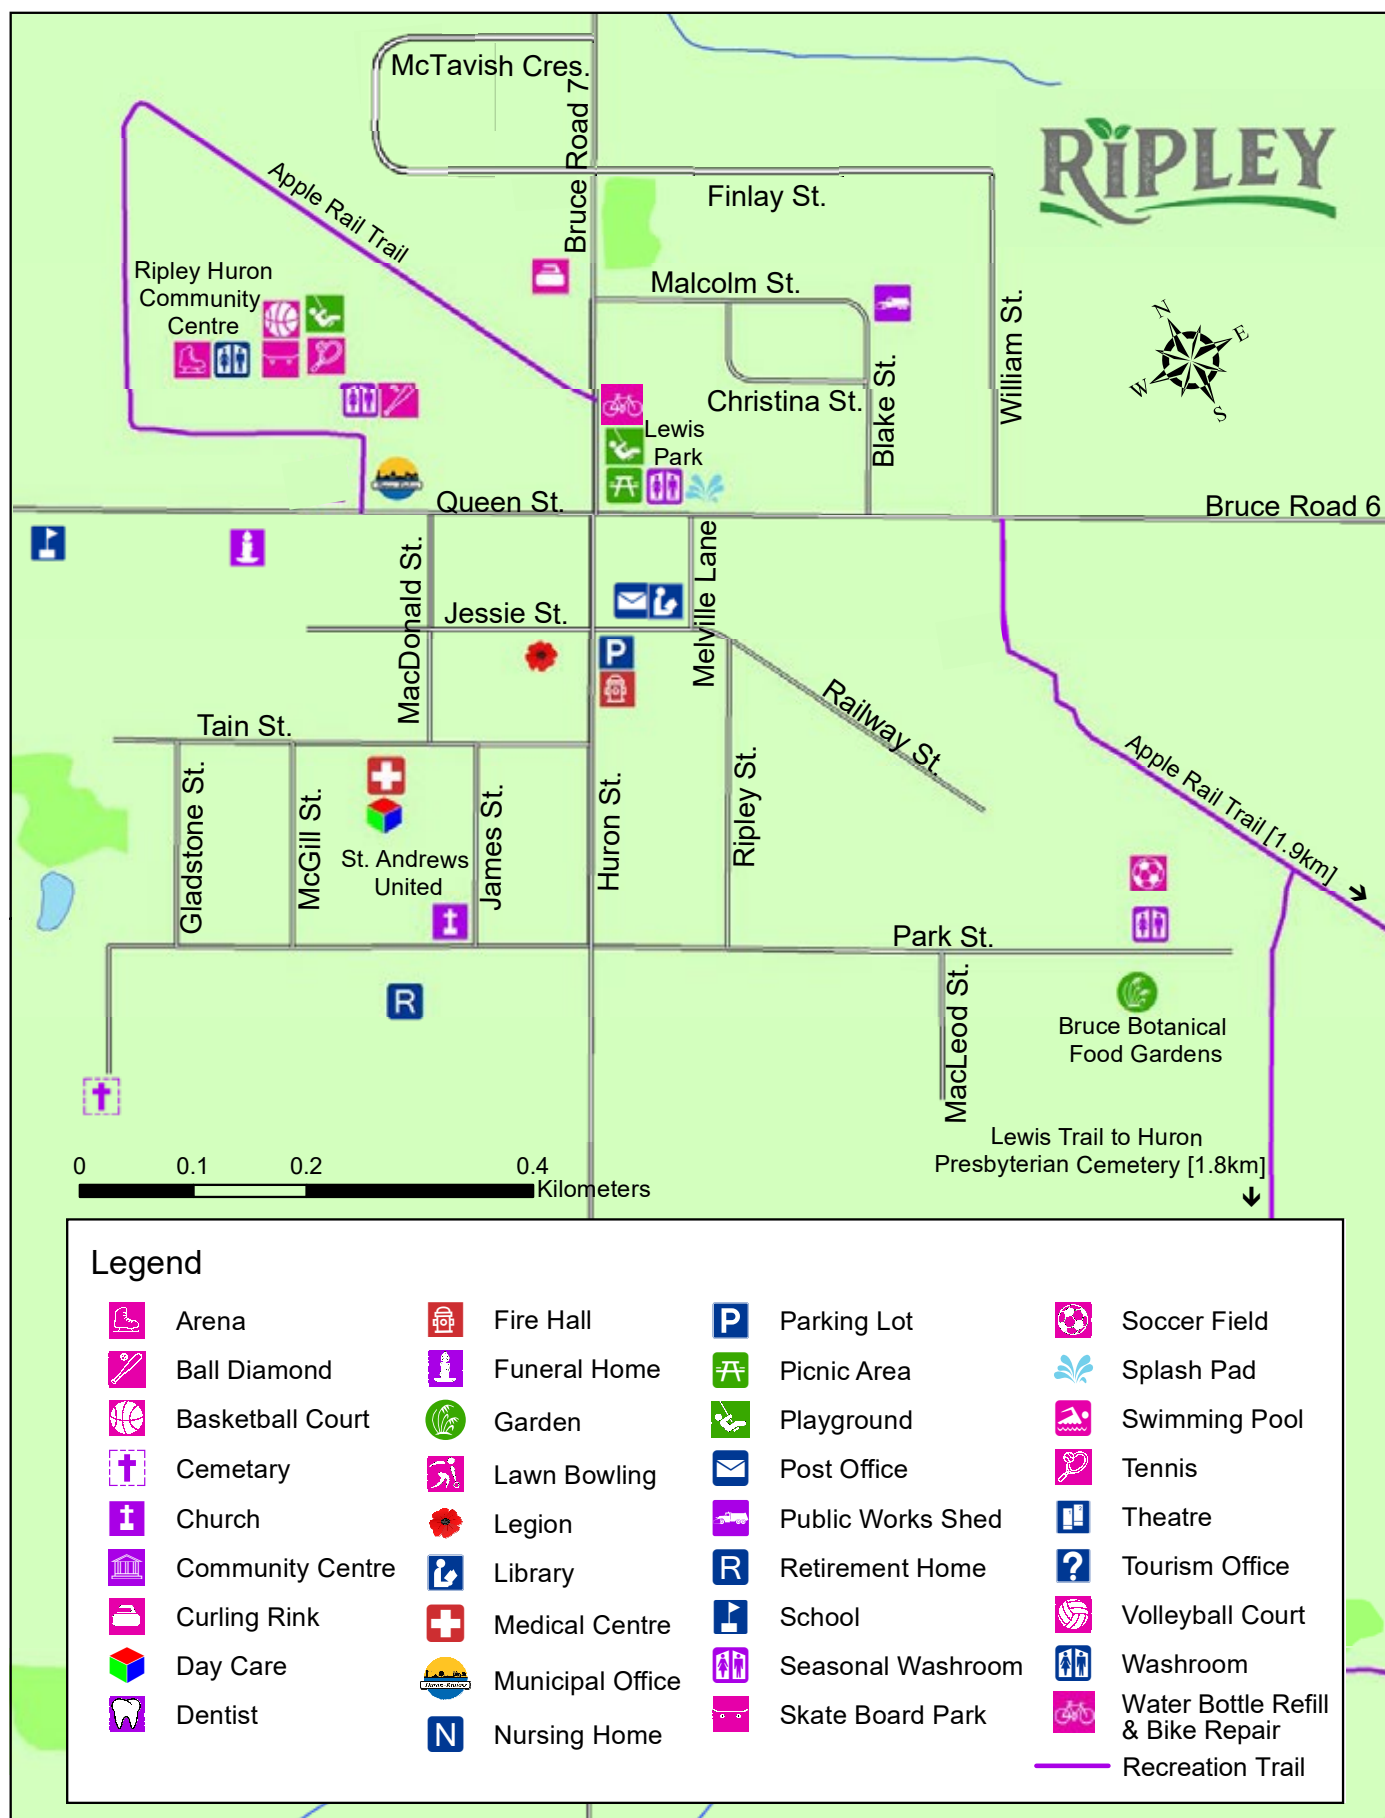 McTavish Cres.
Bruce Road 7
RiPLEY
Apple Rail Trail
Finlay St.
Ripley Huron
Community
Centre
Malcolm St.
William St.
N
E
W
S
Christina St.
Blake St.
Lewis
Park
Queen St.
Bruce Road 6
MacDonald St.
Melville Lane
Jessie St.
P
Railway St.
Tain St.
Apple Rail Trail [1.9km]
Gladstone St.
McGill St.
James St.
Huron St.
Ripley St.
St. Andrews
United
Park St.
R
MacLeod St.
Bruce Botanical
Food Gardens
Lewis Trail to Huron
Presbyterian Cemetery [1.8km]
0 0.1 0.2 0.4
Kilometers
Legend
Arena
Ball Diamond
Basketball Court
Cemetary
Church
Community Centre
Curling Rink
Day Care
Dentist
Fire Hall
Funeral Home
Garden
Lawn Bowling
Legion
Library
Medical Centre
Municipal Office
N Nursing Home
P Parking Lot
Picnic Area
Playground
Post Office
Public Works Shed
R Retirement Home
School
Seasonal Washroom
Skate Board Park
Soccer Field
Splash Pad
Swimming Pool
Tennis
Theatre
? Tourism Office
Volleyball Court
Washroom
Water Bottle Refill
& Bike Repair
Recreation Trail